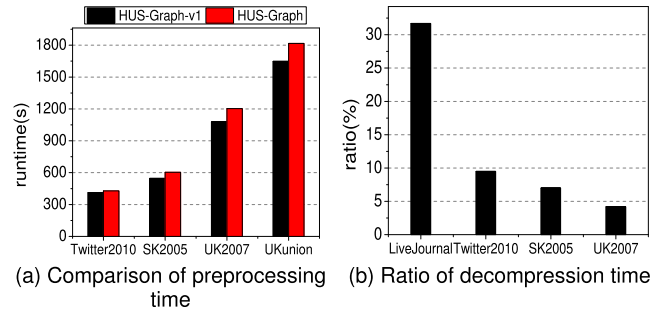 HUS-Graph-v1 HUS-Graph
runtime(s)
1800
1500
1200
900
600
300
0
Twitter2010 SK2005 UK2007 UKunion
(a) Comparison of preprocessing
time
ratio(%)
30
25
20
15
10
5
0
LiveJournal Twitter2010 SK2005 UK2007
(b) Ratio of decompression time